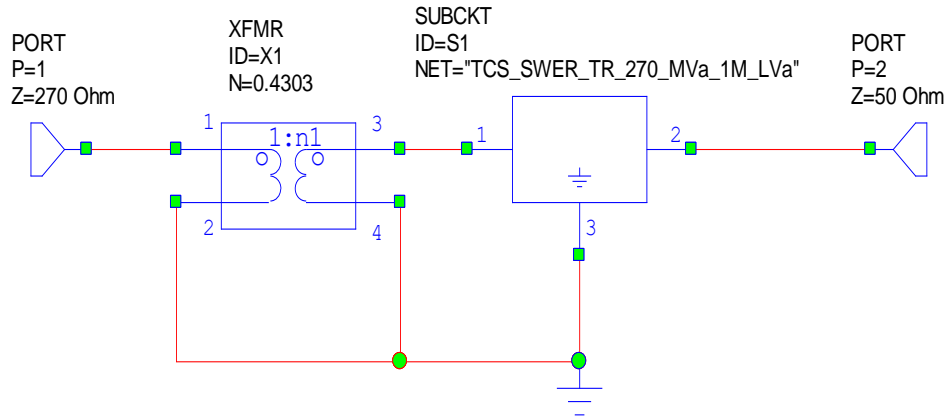 PORT
P=1
Z=270 Ohm
XFMR
ID=X1
N=0.4303
SUBCKT
ID=S1
NET="TCS_SWER_TR_270_MVa_1M_LVa"
PORT
P=2
Z=50 Ohm
1
1:n1
3
1
2
2
4
3